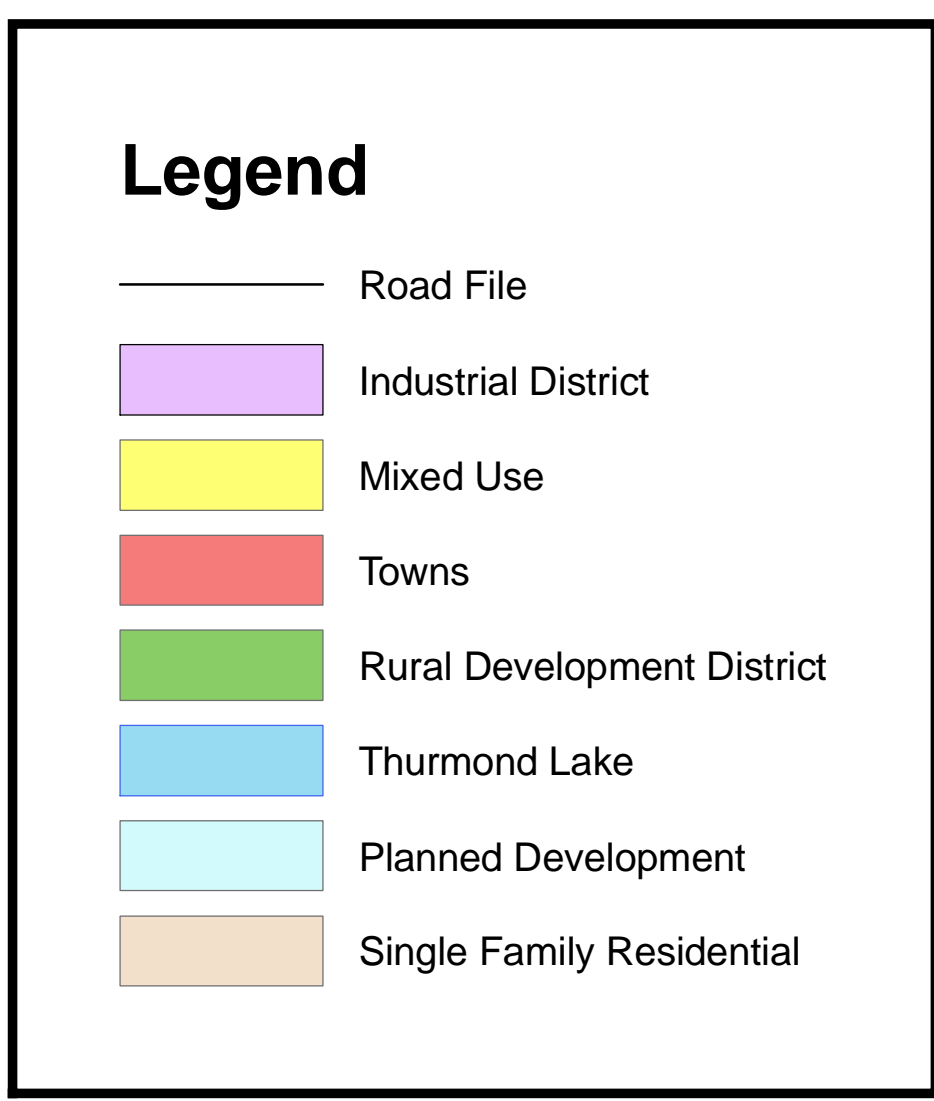 Legend
Road File
Industrial District
Mixed Use
Towns
Rural Development District
Thurmond Lake
Planned Development
Single Family Residential